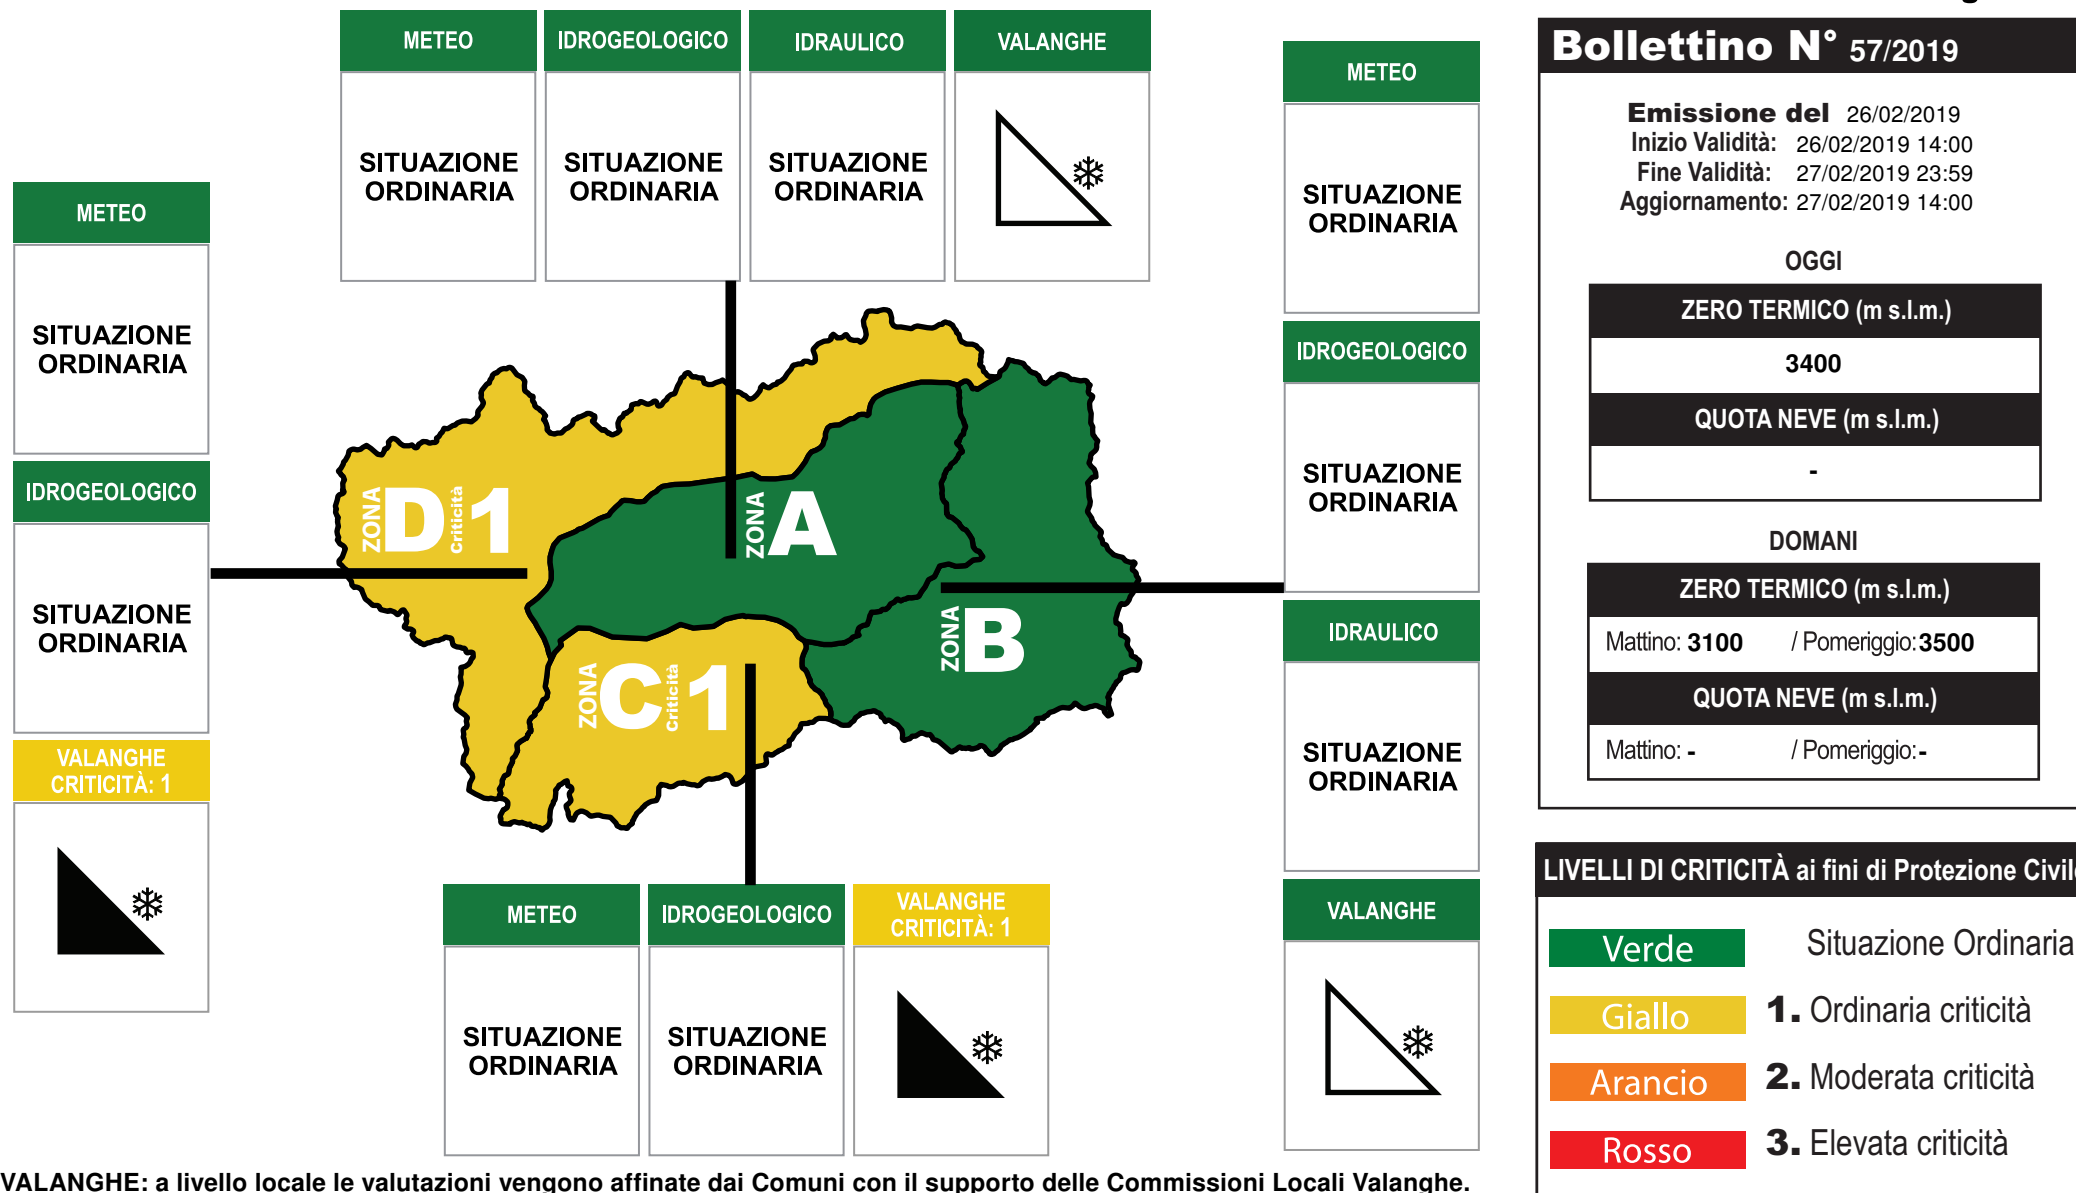 METEO
IDROGEOLOGICO
IDRAULICO
VALANGHE
SITUAZIONE
ORDINARIA
SITUAZIONE
ORDINARIA
SITUAZIONE
ORDINARIA
METEO
SITUAZIONE
ORDINARIA
IDROGEOLOGICO
SITUAZIONE
ORDINARIA
VALANGHE
CRITICITÀ: 1
ZONA D Criticità 1
ZONA A
ZONA B
ZONA C Criticità 1
METEO
IDROGEOLOGICO
VALANGHE
CRITICITÀ: 1
SITUAZIONE
ORDINARIA
SITUAZIONE
ORDINARIA
METEO
SITUAZIONE
ORDINARIA
IDROGEOLOGICO
SITUAZIONE
ORDINARIA
IDRAULICO
SITUAZIONE
ORDINARIA
VALANGHE
Bollettino N° 57/2019
Emissione del 26/02/2019
Inizio Validità: 26/02/2019 14:00
Fine Validità: 27/02/2019 23:59
Aggiornamento: 27/02/2019 14:00
OGGI
ZERO TERMICO (m s.l.m.)
3400
QUOTA NEVE (m s.l.m.)
-
DOMANI
ZERO TERMICO (m s.l.m.)
Mattino: 3100 / Pomeriggio: 3500
QUOTA NEVE (m s.l.m.)
Mattino: - / Pomeriggio: -
LIVELLI DI CRITICITÀ ai fini di Protezione Civile
Verde Situazione Ordinaria
Giallo 1. Ordinaria criticità
Arancio 2. Moderata criticità
Rosso 3. Elevata criticità
VALANGHE: a livello locale le valutazioni vengono affinate dai Comuni con il supporto delle Commissioni Locali Valanghe.